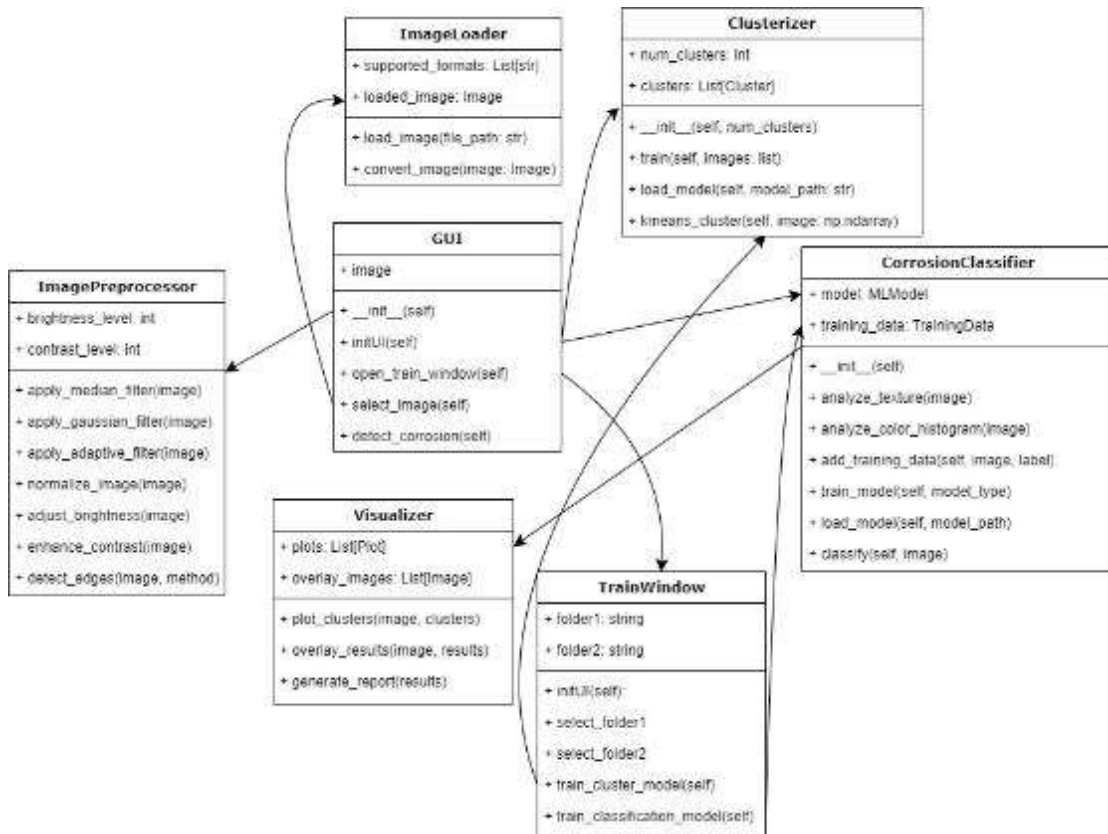 ImageLoader
+ supported_formats: List[str]
+ loaded_image: Image
+ load_image(file_path: str)
+ convert_image(image: Image)
Clusterizer
+ num_clusters: int
+ clusters: List[Cluster]
+ __init__(self, num_clusters)
+ train(self, images: list)
+ load_model(self, model_path: str)
+ kmeans_cluster(self, image: np.ndarray)
GUI
+ image
+ __init__(self)
+ initUI(self)
+ open_train_window(self)
+ select_image(self)
+ detect_corrosion(self)
ImagePreprocessor
+ brightness_level: int
+ contrast_level: int
+ apply_median_filter(image)
+ apply_gaussian_filter(image)
+ apply_adaptive_filter(image)
+ normalize_image(image)
+ adjust_brightness(image)
+ enhance_contrast(image)
+ detect_edges(image, method)
CorrosionClassifier
+ model: MLModel
+ training_data: TrainingData
+ __init__(self)
+ analyze_texture(image)
+ analyze_color_histogram(image)
+ add_training_data(self, image, label)
+ train_model(self, model_type)
+ load_model(self, model_path)
+ classify(self, image)
Visualizer
+ plots: List[Plot]
+ overlay_images: List[Image]
+ plot_clusters(image, clusters)
+ overlay_results(image, results)
+ generate_report(results)
TrainWindow
+ folder1: string
+ folder2: string
+ initUI(self)
+ select_folder1
+ select_folder2
+ train_cluster_model(self)
+ train_classification_model(self)